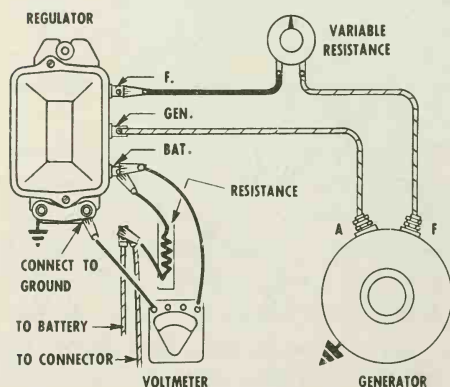 REGULATOR
VARIABLE
RESISTANCE
F.
GEN.
BAT.
RESISTANCE
A
F
CONNECT TO
GROUND
TO BATTERY
TO CONNECTOR
VOLTMETER
GENERATOR